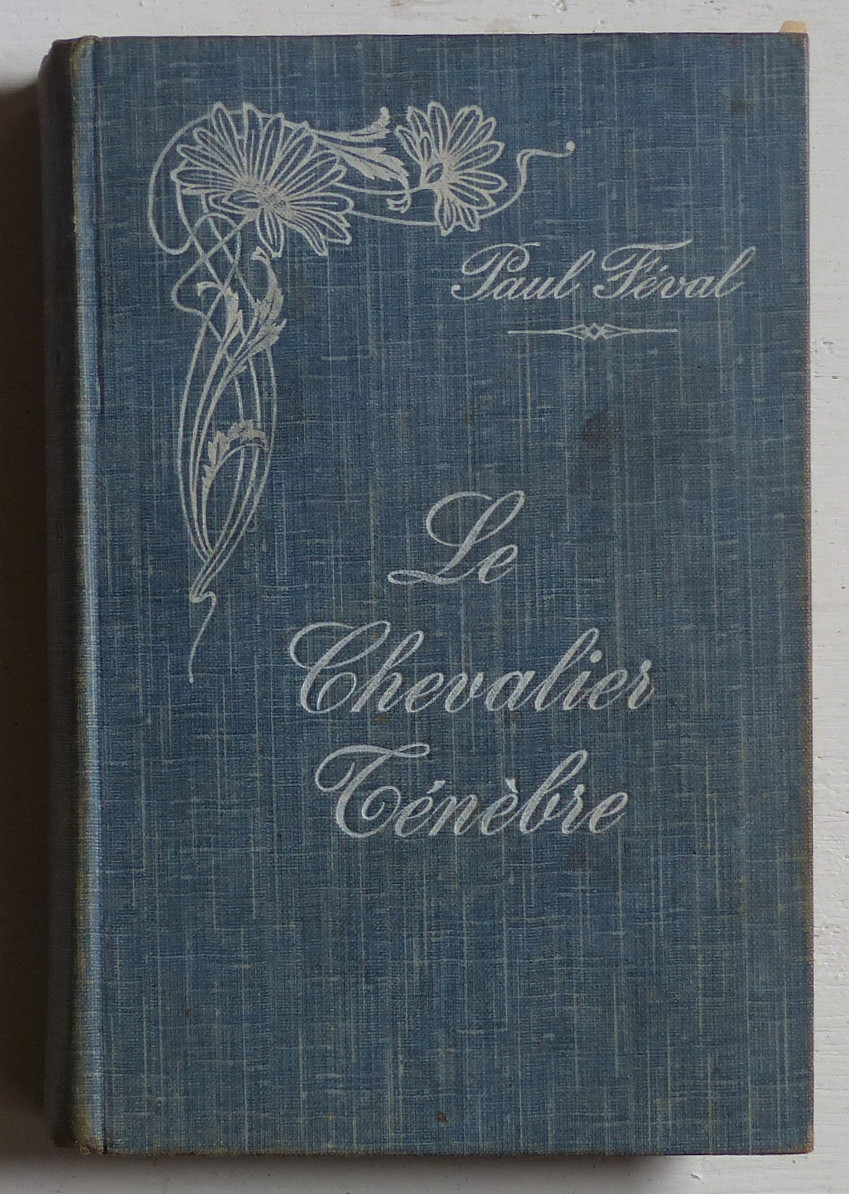 Paul Féval
Le
Chevalier
Ténèbre